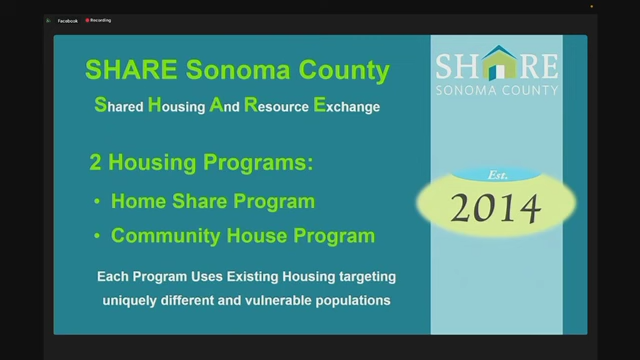 Facebook
Recording
SHARE Sonoma County
Shared Housing And Resource Exchange
2 Housing Programs:
• Home Share Program
• Community House Program
Each Program Uses Existing Housing targeting
uniquely different and vulnerable populations
SHARE
SONOMA COUNTY
Est.
2014